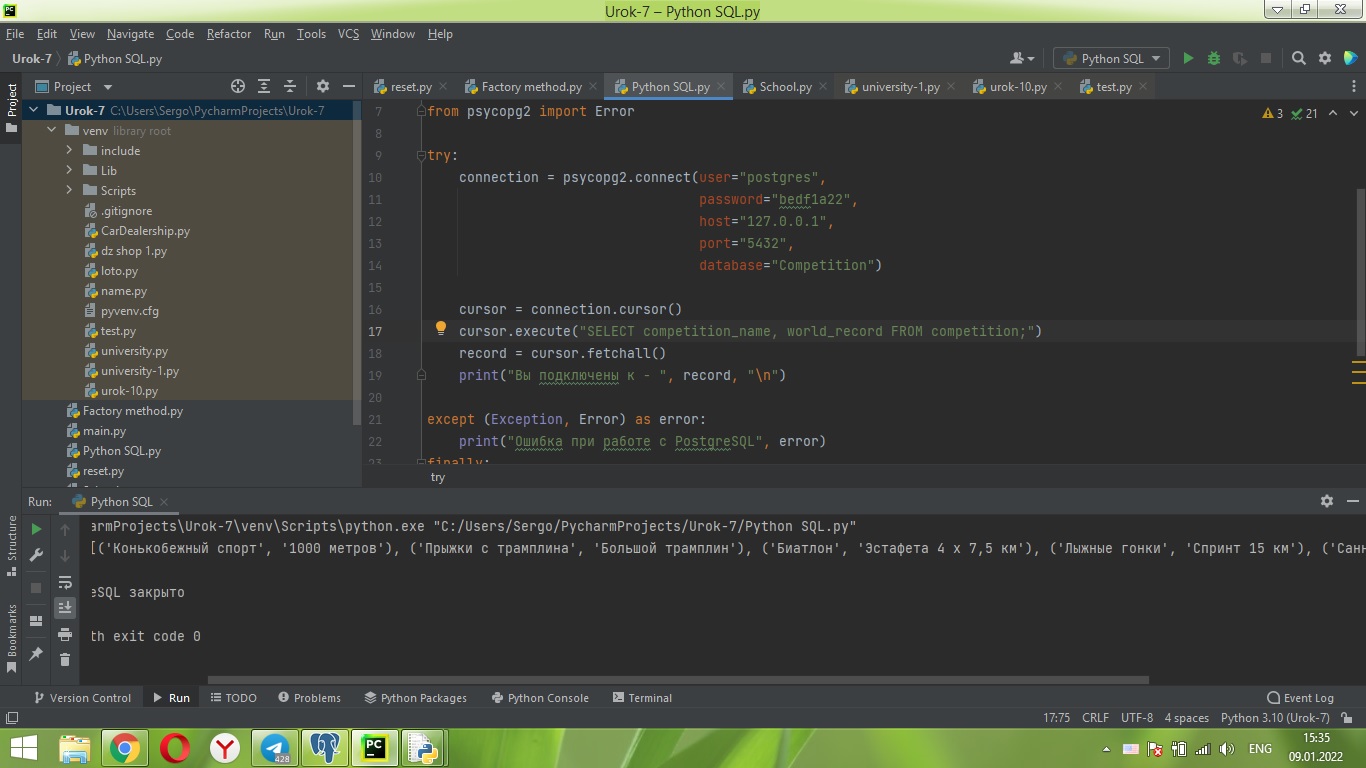 Urok-7 – Python SQL.py
File Edit View Navigate Code Refactor Run Tools VCS Window Help
Urok-7 Python SQL.py
Python SQL
Project
Project
reset.py Factory method.py Python SQL.py School.py university-1.py urok-10.py test.py
Urok-7 C:\Users\Sergo\PycharmProjects\Urok-7
venv library root
include
Lib
Scripts
.gitignore
CarDealership.py
dz shop 1.py
loto.py
name.py
pyvenv.cfg
test.py
university.py
university-1.py
urok-10.py
Factory method.py
main.py
Python SQL.py
reset.py
3 21
7 from psycopg2 import Error
8
9 try:
10 connection = psycopg2.connect(user="postgres",
11 password="bedf1a22",
12 host="127.0.0.1",
13 port="5432",
14 database="Competition")
15
16 cursor = connection.cursor()
17 cursor.execute("SELECT competition_name, world_record FROM competition;")
18 record = cursor.fetchall()
19 print("Вы подключены к - ", record, "\n")
20
21 except (Exception, Error) as error:
22 print("Ошибка при работе с PostgreSQL", error)
23 finally:
try
Run: Python SQL
armProjects\Urok-7\venv\Scripts\python.exe "C:/Users/Sergo/PycharmProjects/Urok-7/Python SQL.py"
[('Конькобежный спорт', '1000 метров'), ('Прыжки с трамплина', 'Большой трамплин'), ('Биатлон', 'Эстафета 4 x 7,5 км'), ('Лыжные гонки', 'Спринт 15 км'), ('Санн
eSQL закрыто
th exit code 0
Structure
Bookmarks
Version Control Run TODO Problems Python Packages Python Console Terminal Event Log
17:75 CRLF UTF-8 4 spaces Python 3.10 (Urok-7)
428
PC
ENG
15:35
09.01.2022